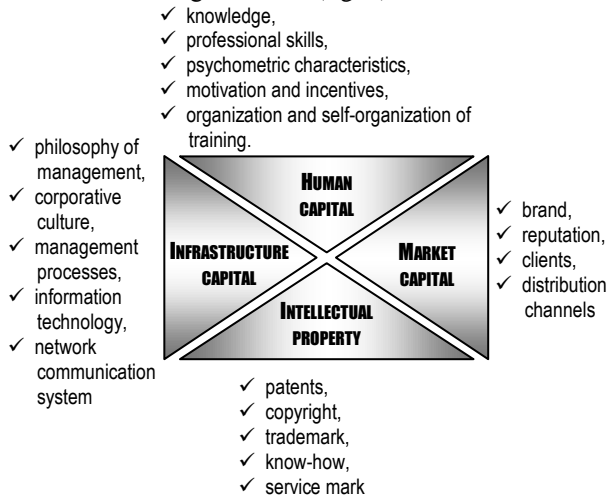 ✓ knowledge,
✓ professional skills,
✓ psychometric characteristics,
✓ motivation and incentives,
✓ organization and self-organization of
training.
✓ philosophy of
management,
✓ corporative
culture,
✓ management
processes,
✓ information
technology,
✓ network
communication
system
HUMAN
CAPITAL
INFRASTRUCTURE
CAPITAL
MARKET
CAPITAL
INTELLECTUAL
PROPERTY
✓ brand,
✓ reputation,
✓ clients,
✓ distribution
channels
✓ patents,
✓ copyright,
✓ trademark,
✓ know-how,
✓ service mark